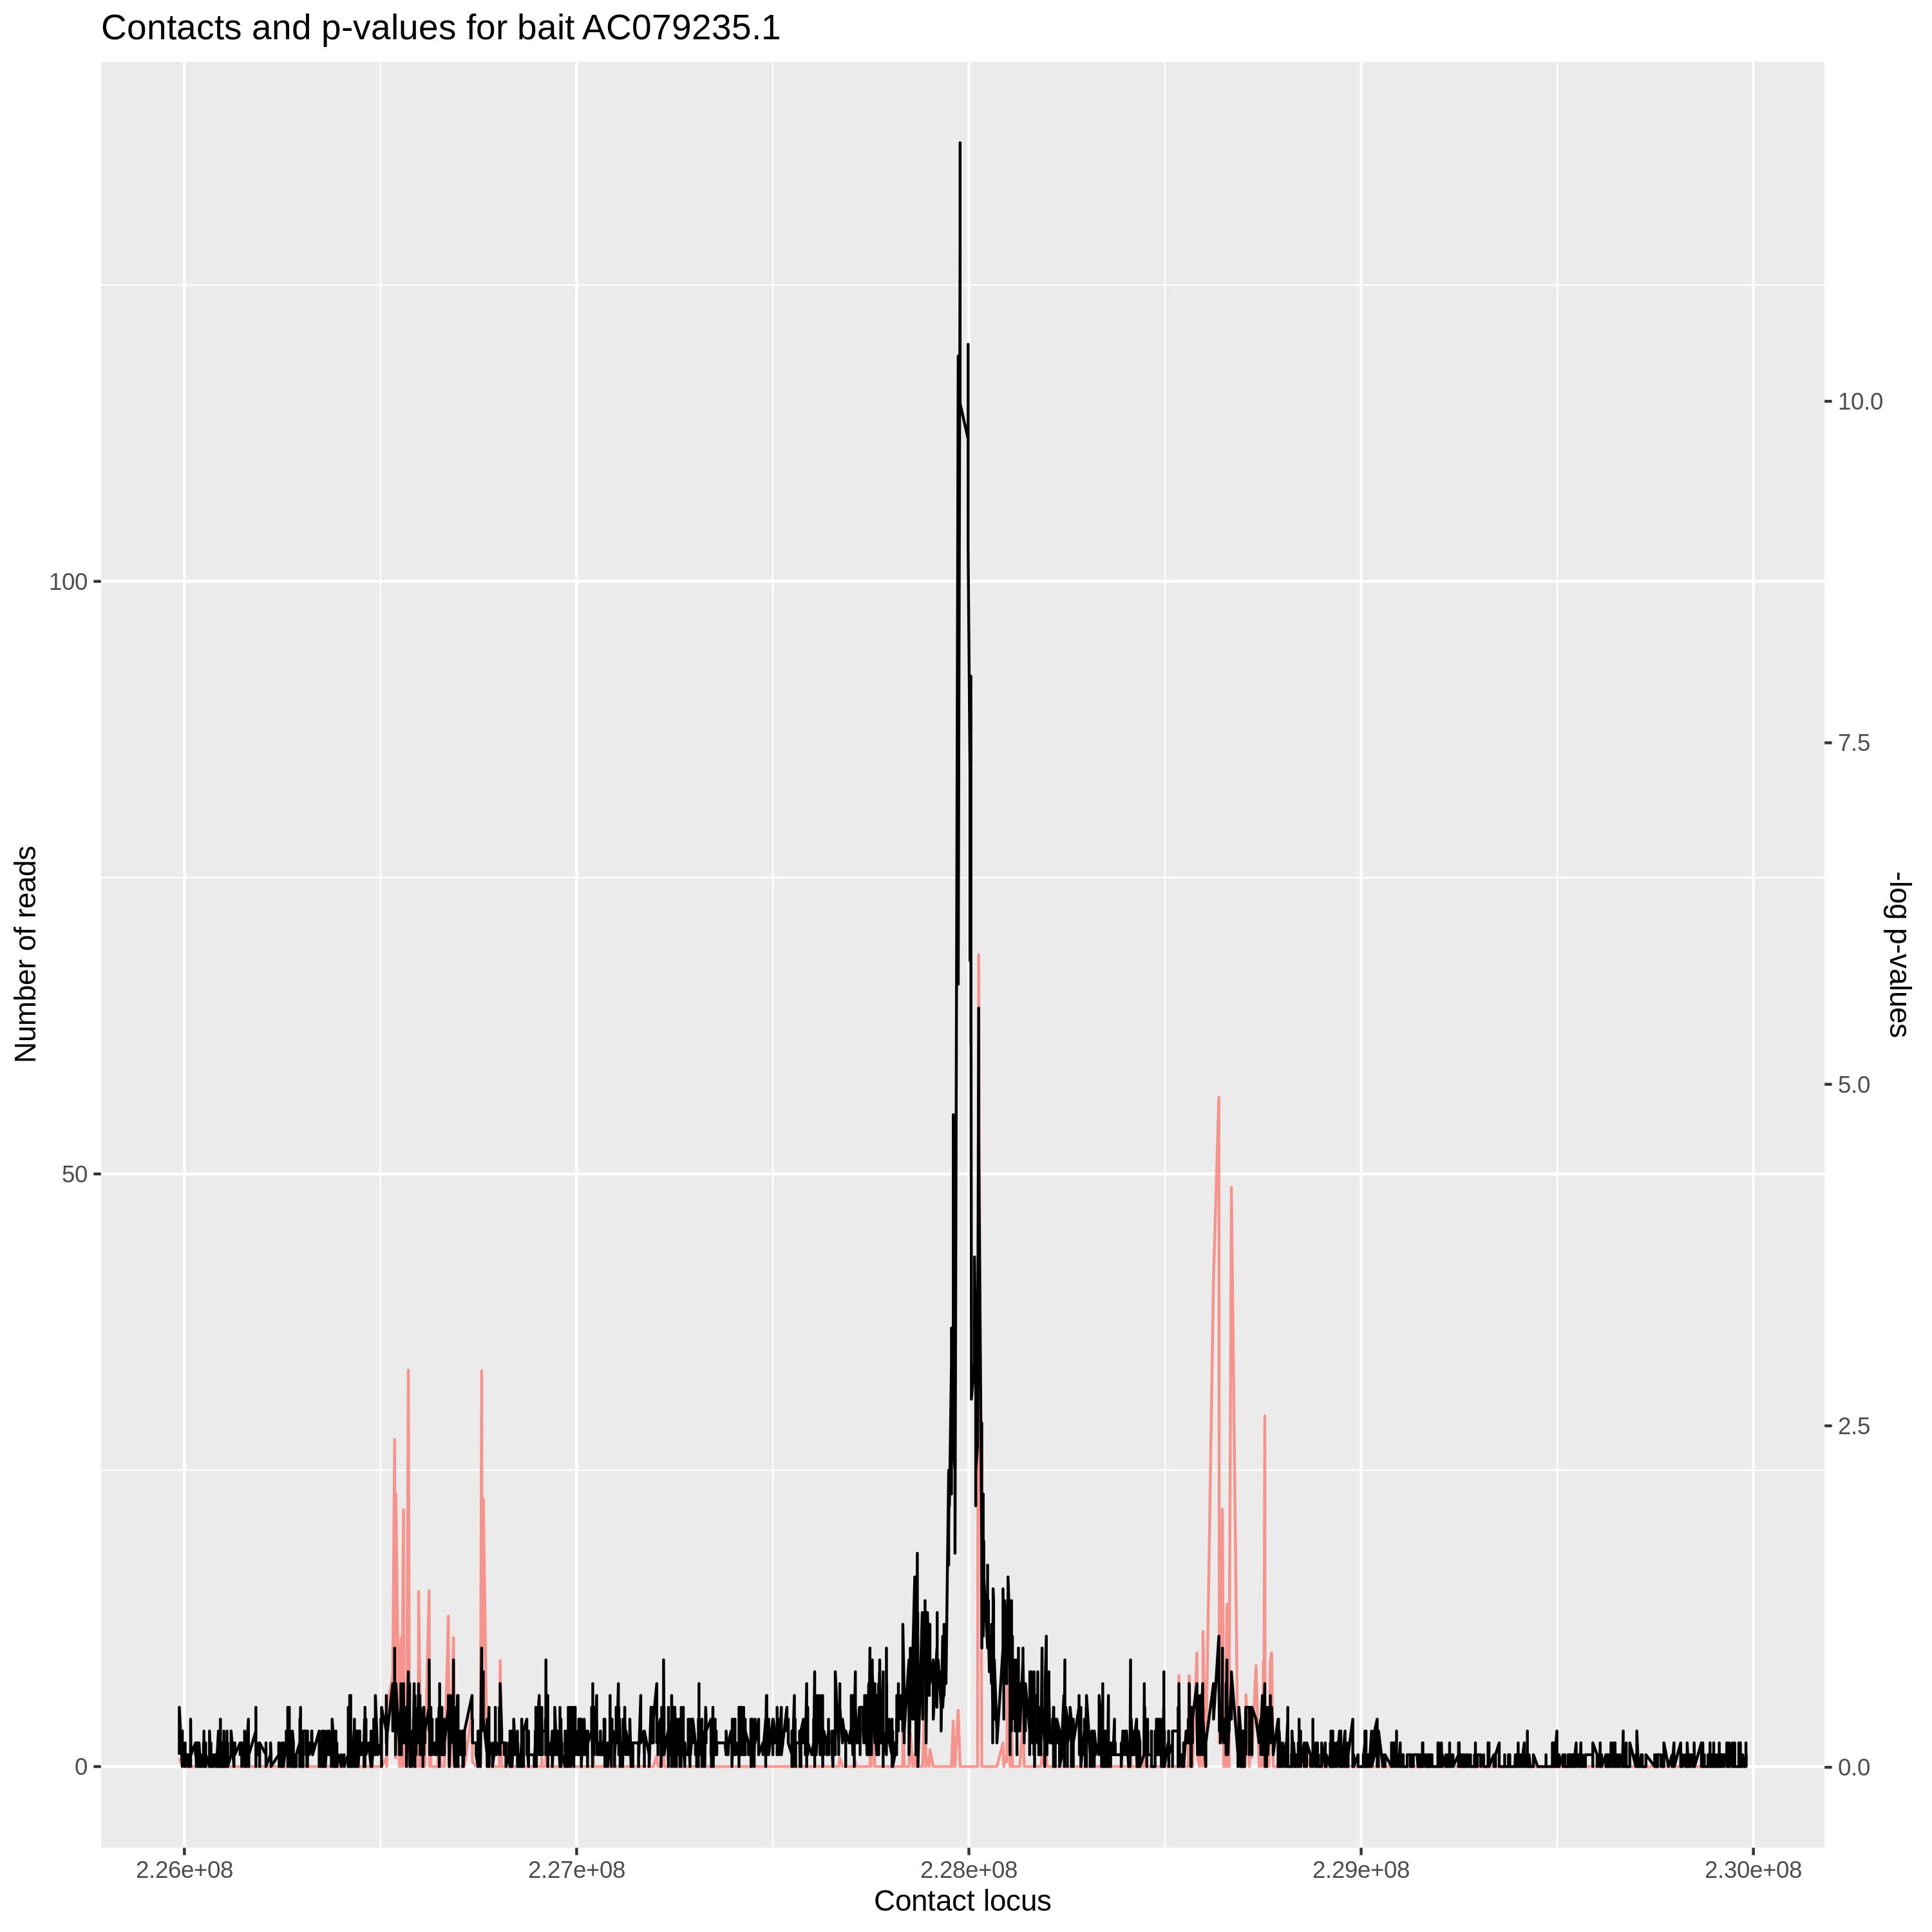 Contacts and p-values for bait AC079235.1
Number of reads
100
50
0
10.0
7.5
5.0
2.5
0.0
-log p-values
2.26e+08 2.27e+08 2.28e+08 2.29e+08 2.30e+08
Contact locus